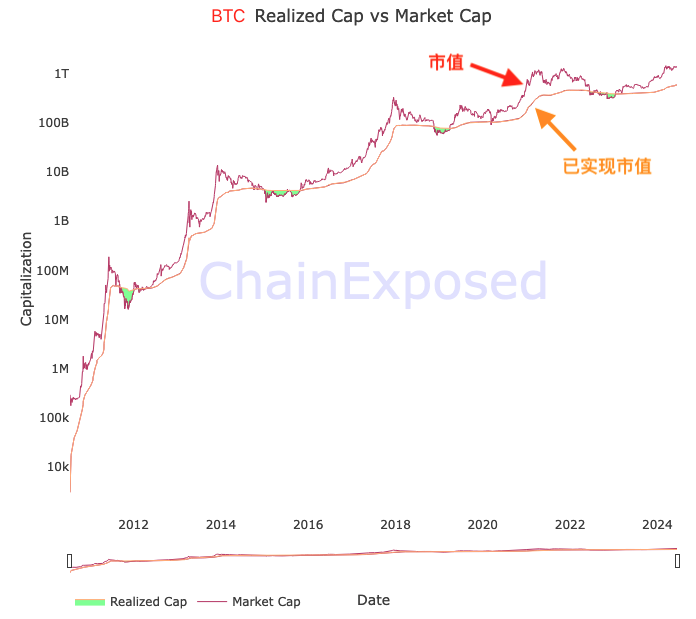 BTC Realized Cap vs Market Cap
市值
已实现市值
1T
100B
10B
1B
100M
10M
1M
100k
10k
Capitalization
ChainExposed
2012 2014 2016 2018 2020 2022 2024
Realized Cap Market Cap
Date